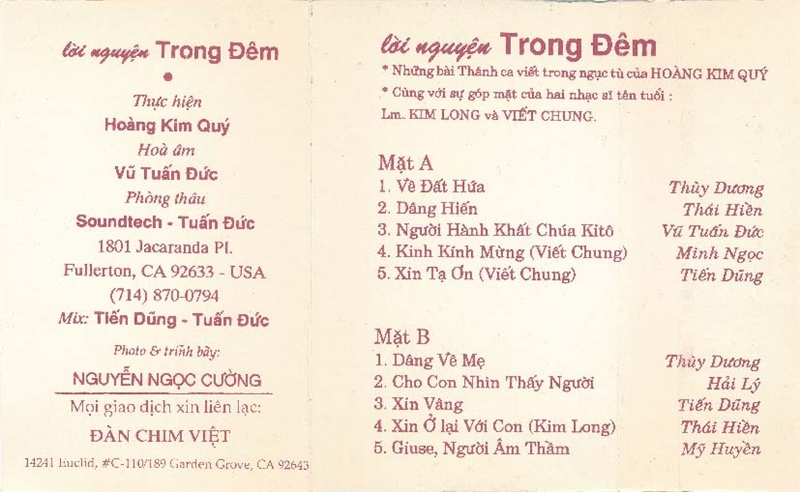 lời nguyện Trong Đêm
Thực hiện
Hoàng Kim Quý
Hoà âm
Vũ Tuấn Đức
Phòng thâu
Soundtech - Tuấn Đức
1801 Jacaranda Pl.
Fullerton, CA 92633 - USA
(714) 870-0794
Mix: Tiến Dũng - Tuấn Đức
Photo & trình bày:
NGUYỄN NGỌC CƯỜNG
Mọi giao dịch xin liên lạc:
ĐÀN CHIM VIỆT
14241 Euclid, #C-110/189 Garden Grove, CA 92643
lời nguyện Trong Đêm
* Những bài Thánh ca viết trong ngục tù của HOÀNG KIM QUÝ
* Cùng với sự góp mặt của hai nhạc sĩ tên tuổi :
Lm. KIM LONG và VIẾT CHUNG.
Mặt A
1. Về Đất Hứa Thùy Dương
2. Dâng Hiến Thái Hiền
3. Người Hành Khất Chúa Kitô Vũ Tuấn Đức
4. Kinh Kính Mừng (Viết Chung) Minh Ngọc
5. Xin Tạ Ơn (Viết Chung) Tiến Dũng
Mặt B
1. Dâng Về Mẹ Thùy Dương
2. Cho Con Nhìn Thấy Người Hải Lý
3. Xin Vâng Tiến Dũng
4. Xin Ở lại Với Con (Kim Long) Thái Hiền
5. Giuse, Người Âm Thầm Mỹ Huyền